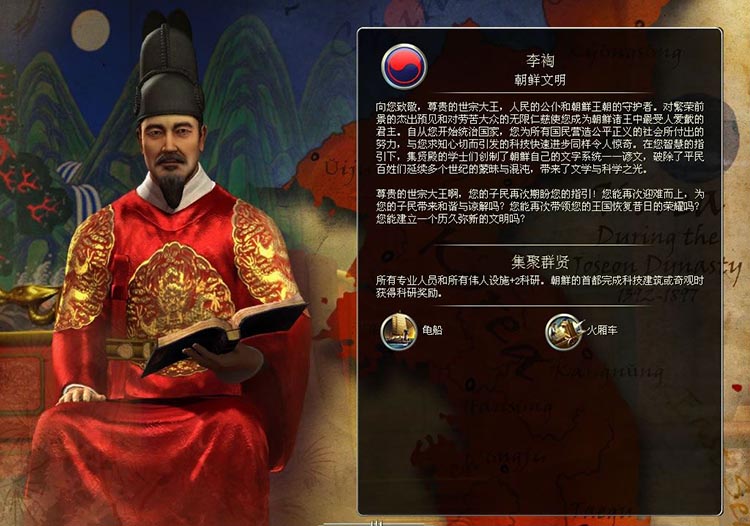 李祹
朝鲜文明
向您致敬,尊贵的世宗大王,人民的公仆和朝鲜王朝的守护者。对繁荣前
景的杰出预见和对劳苦大众的无限仁慈使您成为朝鲜诸王中最受人爱戴的
君主。自从您开始统治国家,您为所有国民营造公平正义的社会所付出的
努力,与您求知心切而引发的科技快速进步同样令人惊奇。在您智慧的指
引下,集贤殿的学士们创制了朝鲜自己的文字系统——谚文,破除了平民
百姓们延续多个世纪的蒙昧与混沌,带来了文学与科学之光。
尊贵的世宗大王啊,您的子民再次期盼您的指引!您能再次迎难而上,为
您的子民带来和谐与谅解吗?您能再次带领您的王国恢复昔日的荣耀吗?
您能建立一个历久弥新的文明吗?
集聚群贤
所有专业人员和所有伟人设施+2科研。朝鲜的首都完成科技建筑或奇观时
获得科研奖励。
龟船
火厢车
During the
Joseon Dynasty
1392-1897
Kangnŭng
Hansŏng
Taegu